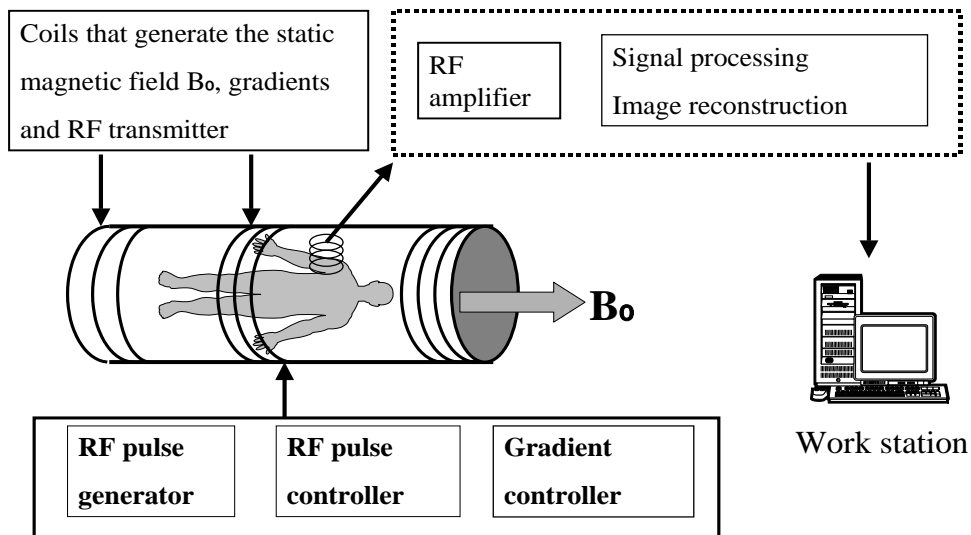 Coils that generate the static
magnetic field B₀, gradients
and RF transmitter
RF
amplifier
Signal processing
Image reconstruction
B₀
Work station
RF pulse
generator
RF pulse
controller
Gradient
controller